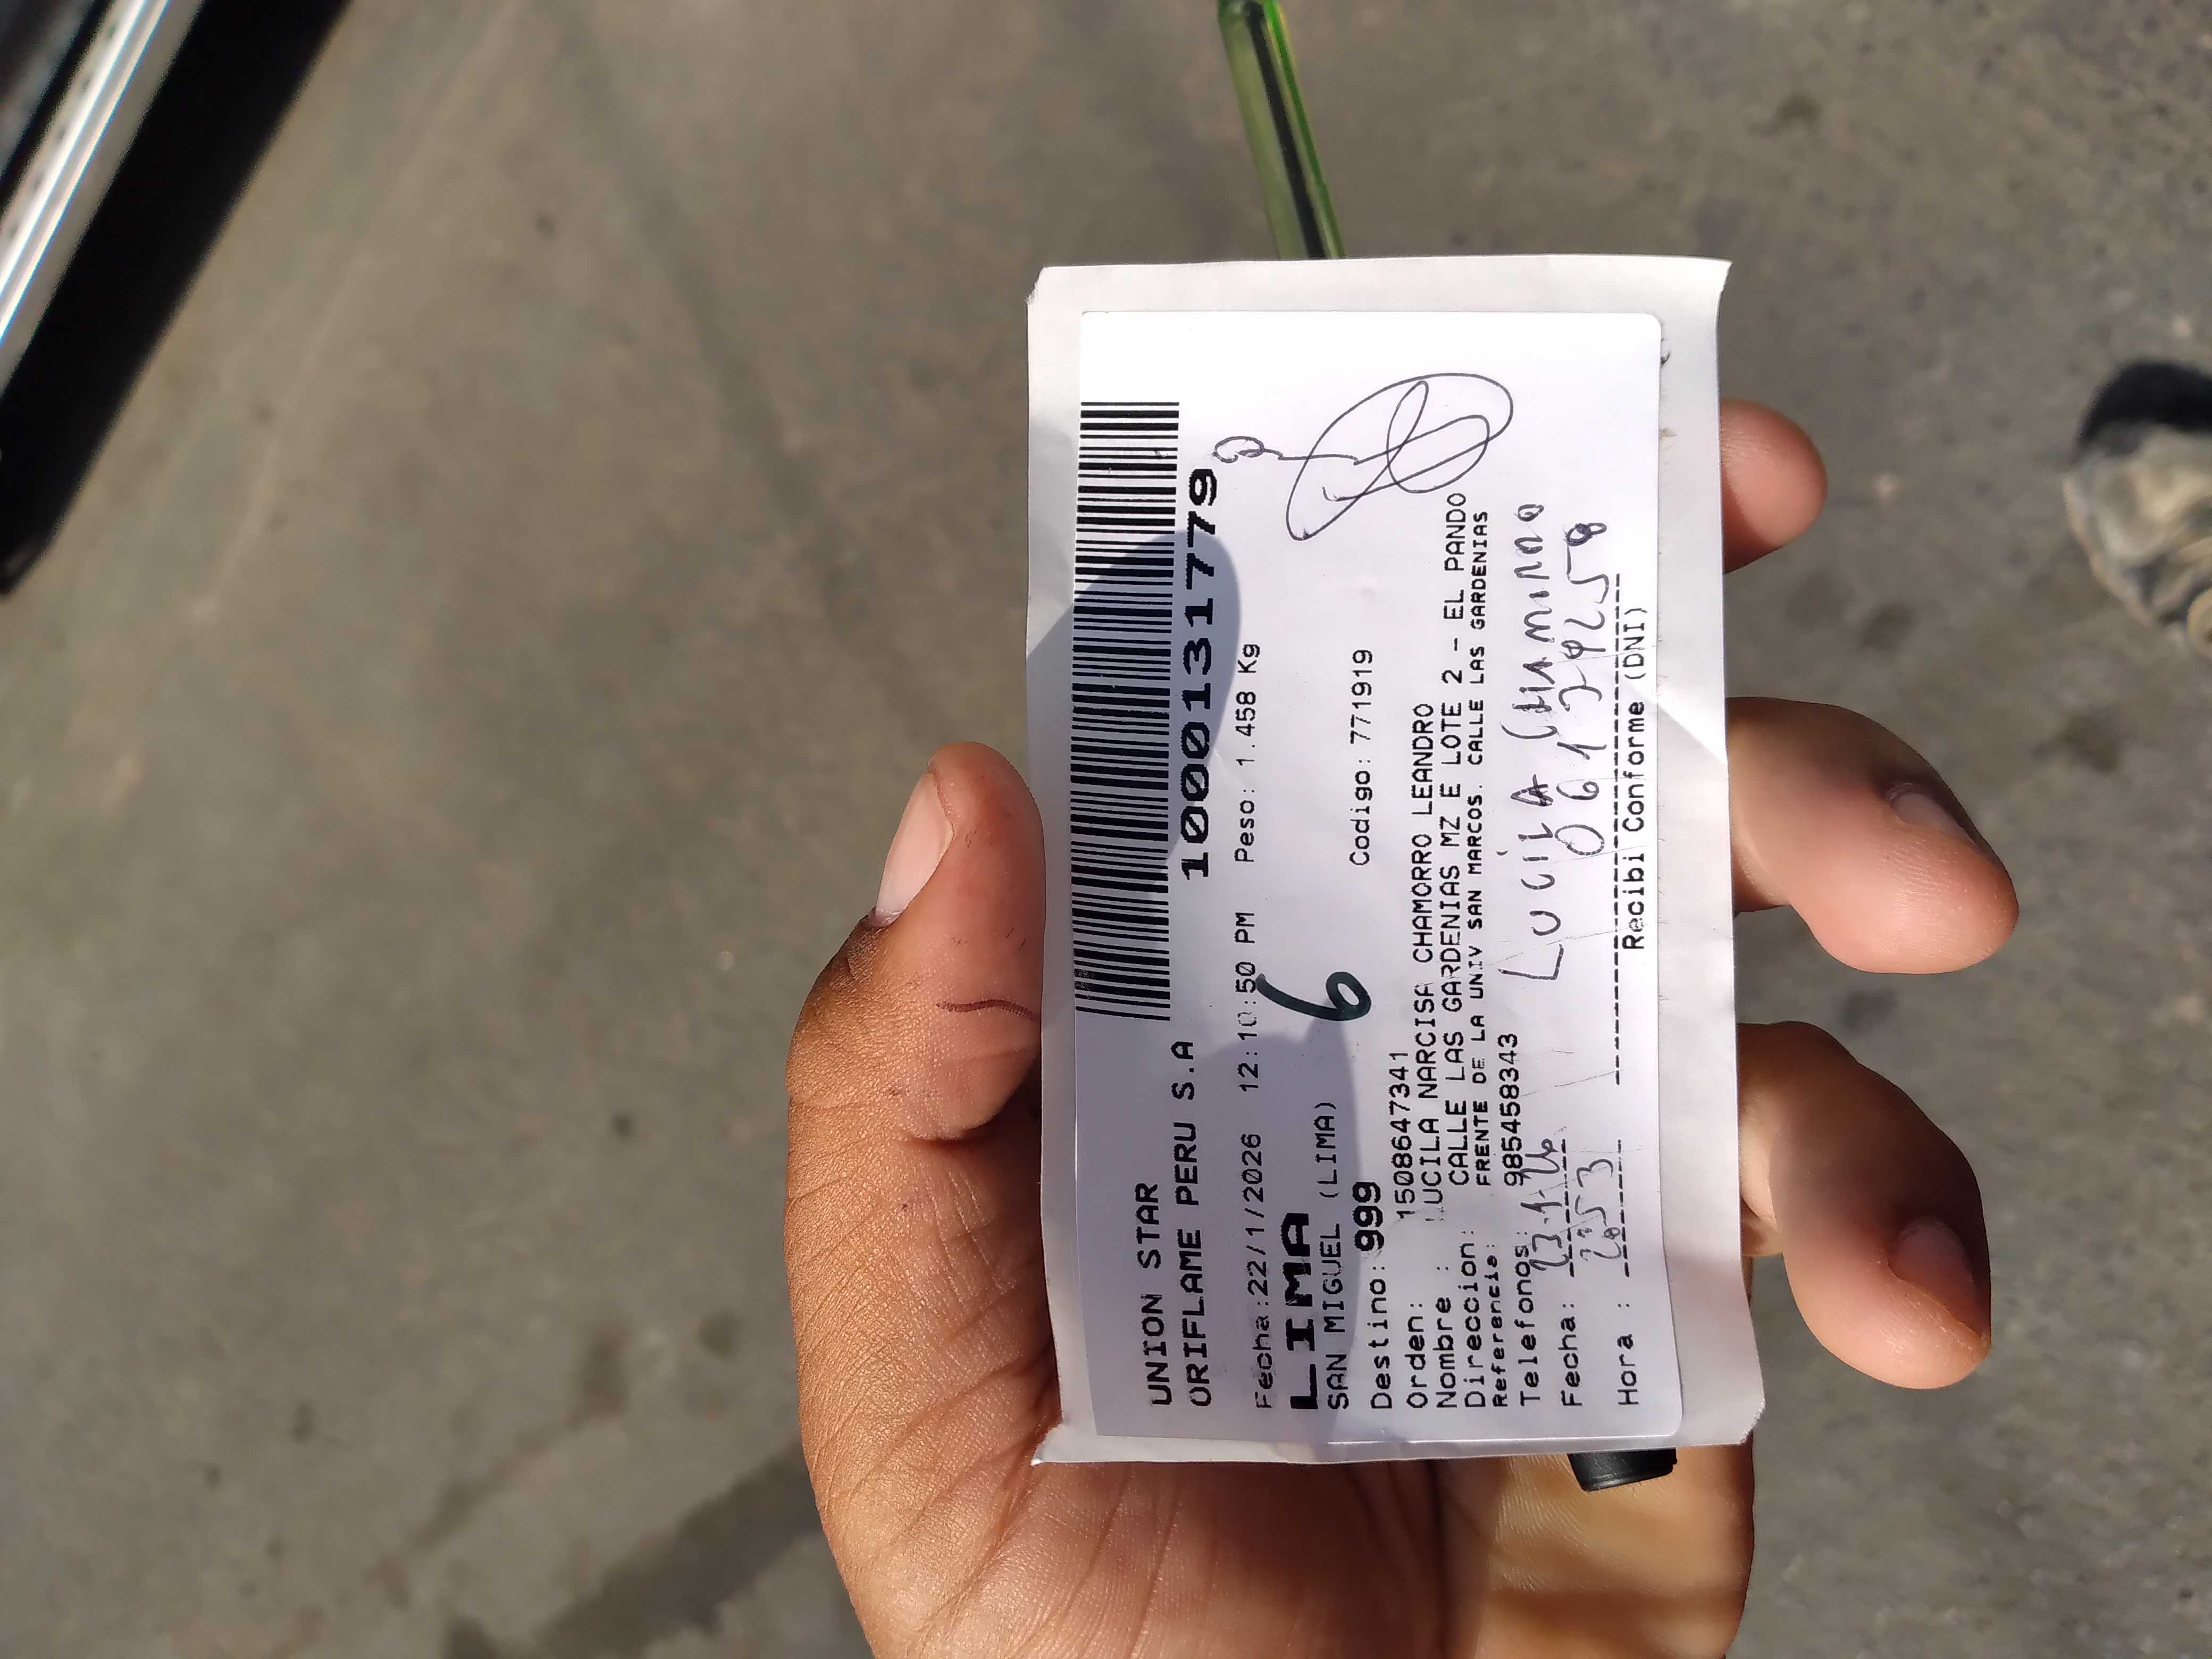 UNION STAR
ORIFLAME PERU S.A
1000131779
Fecha:22/1/2026 12:10:50 PM Peso: 1.458 Kg
LIMA
6
SAN MIGUEL (LIMA)
Destino: 999 Codigo: 771919
Orden: 1508647341
Nombre : LUCILA NARCISA CHAMORRO LEANDRO
Direccion: CALLE LAS GARDENIAS MZ E LOTE 2 - EL PANDO
Referencia: FRENTE DE LA UNIV SAN MARCOS. CALLE LAS GARDENIAS
Telefonos: 985458343
Fecha: 23-1-26 LUCILA CHAMORRO
Hora :
Recibi Conforme (DNI)